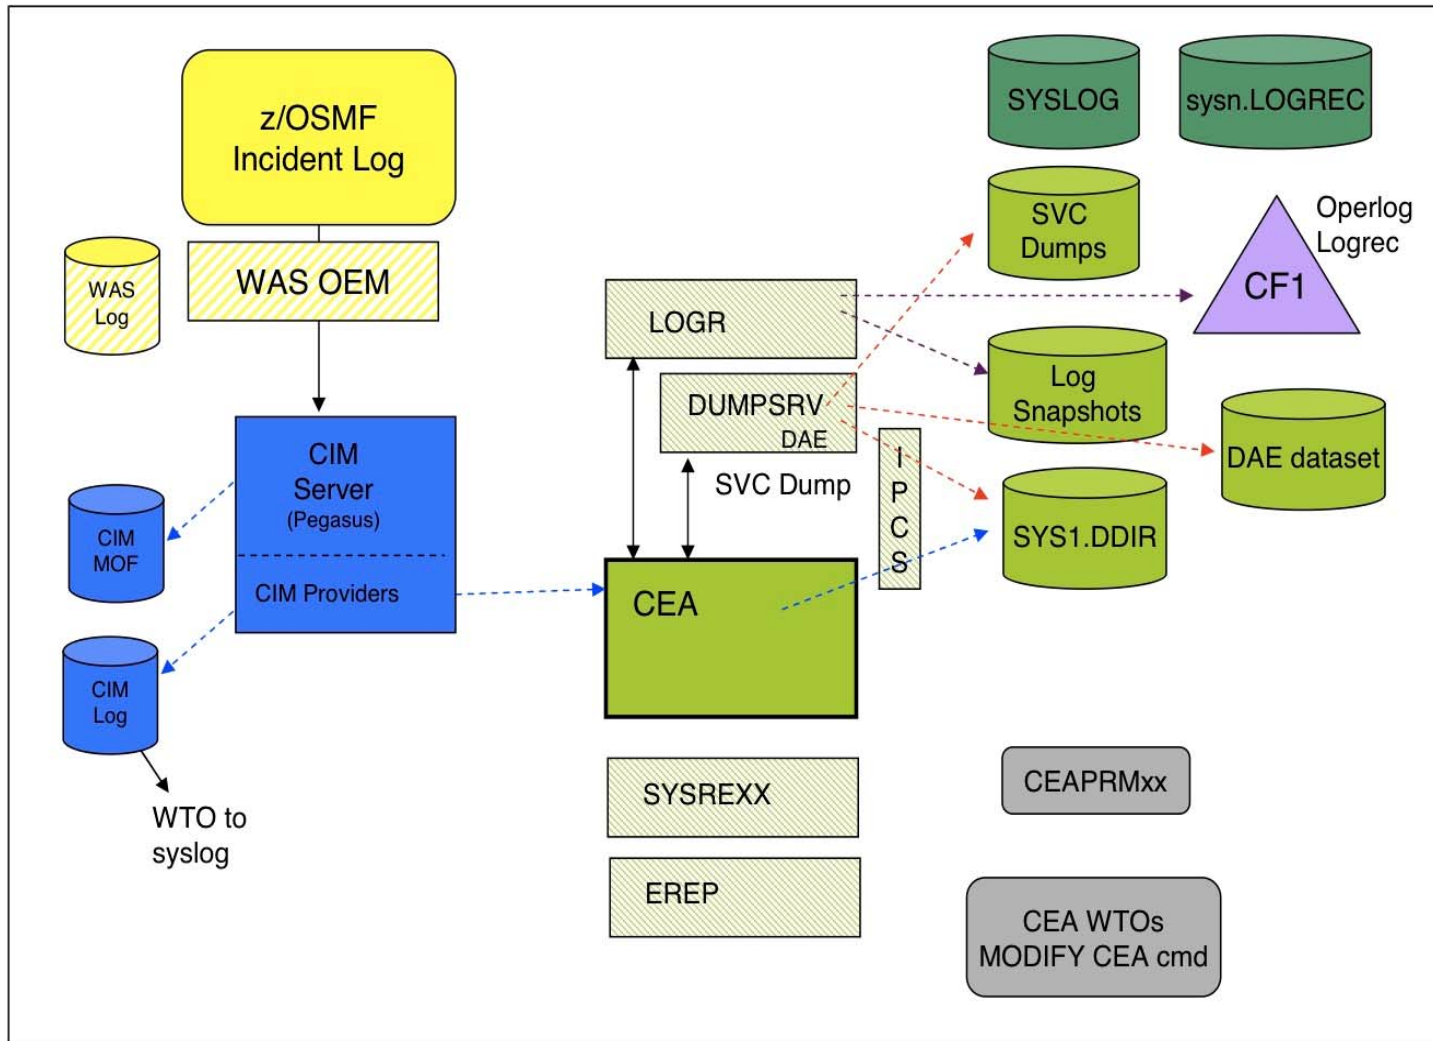 z/OSMF
Incident Log
WAS OEM
WAS
Log
CIM
Server
(Pegasus)
CIM Providers
CIM
MOF
CIM
Log
WTO to
syslog
LOGR
DUMPSRV
DAE
SVC Dump
I
P
C
S
CEA
SYSREXX
EREP
SYSLOG
sysn.LOGREC
SVC
Dumps
Operlog
Logrec
CF1
Log
Snapshots
DAE dataset
SYS1.DDIR
CEAPRMxx
CEA WTOs
MODIFY CEA cmd